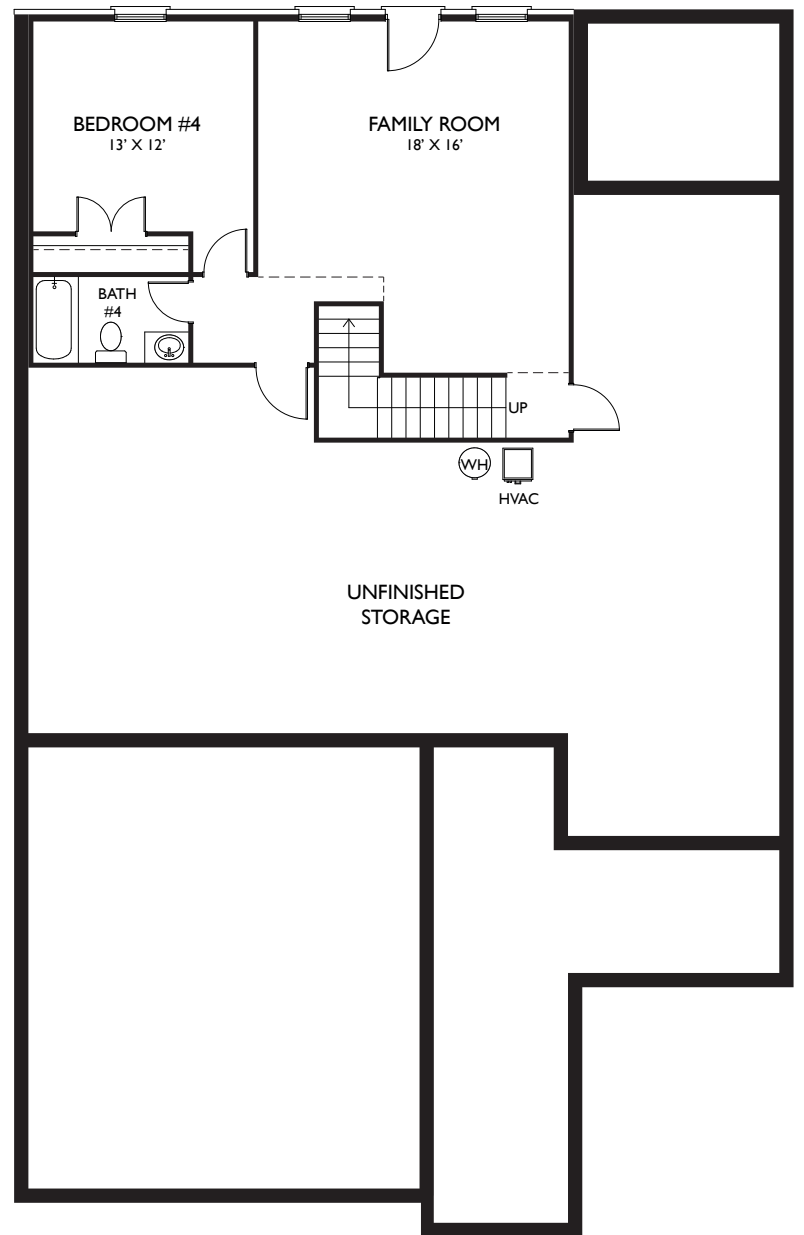 BEDROOM #4
13’ X 12’
FAMILY ROOM
18’ X 16’
BATH
#4
UP
WH
HVAC
UNFINISHED
STORAGE